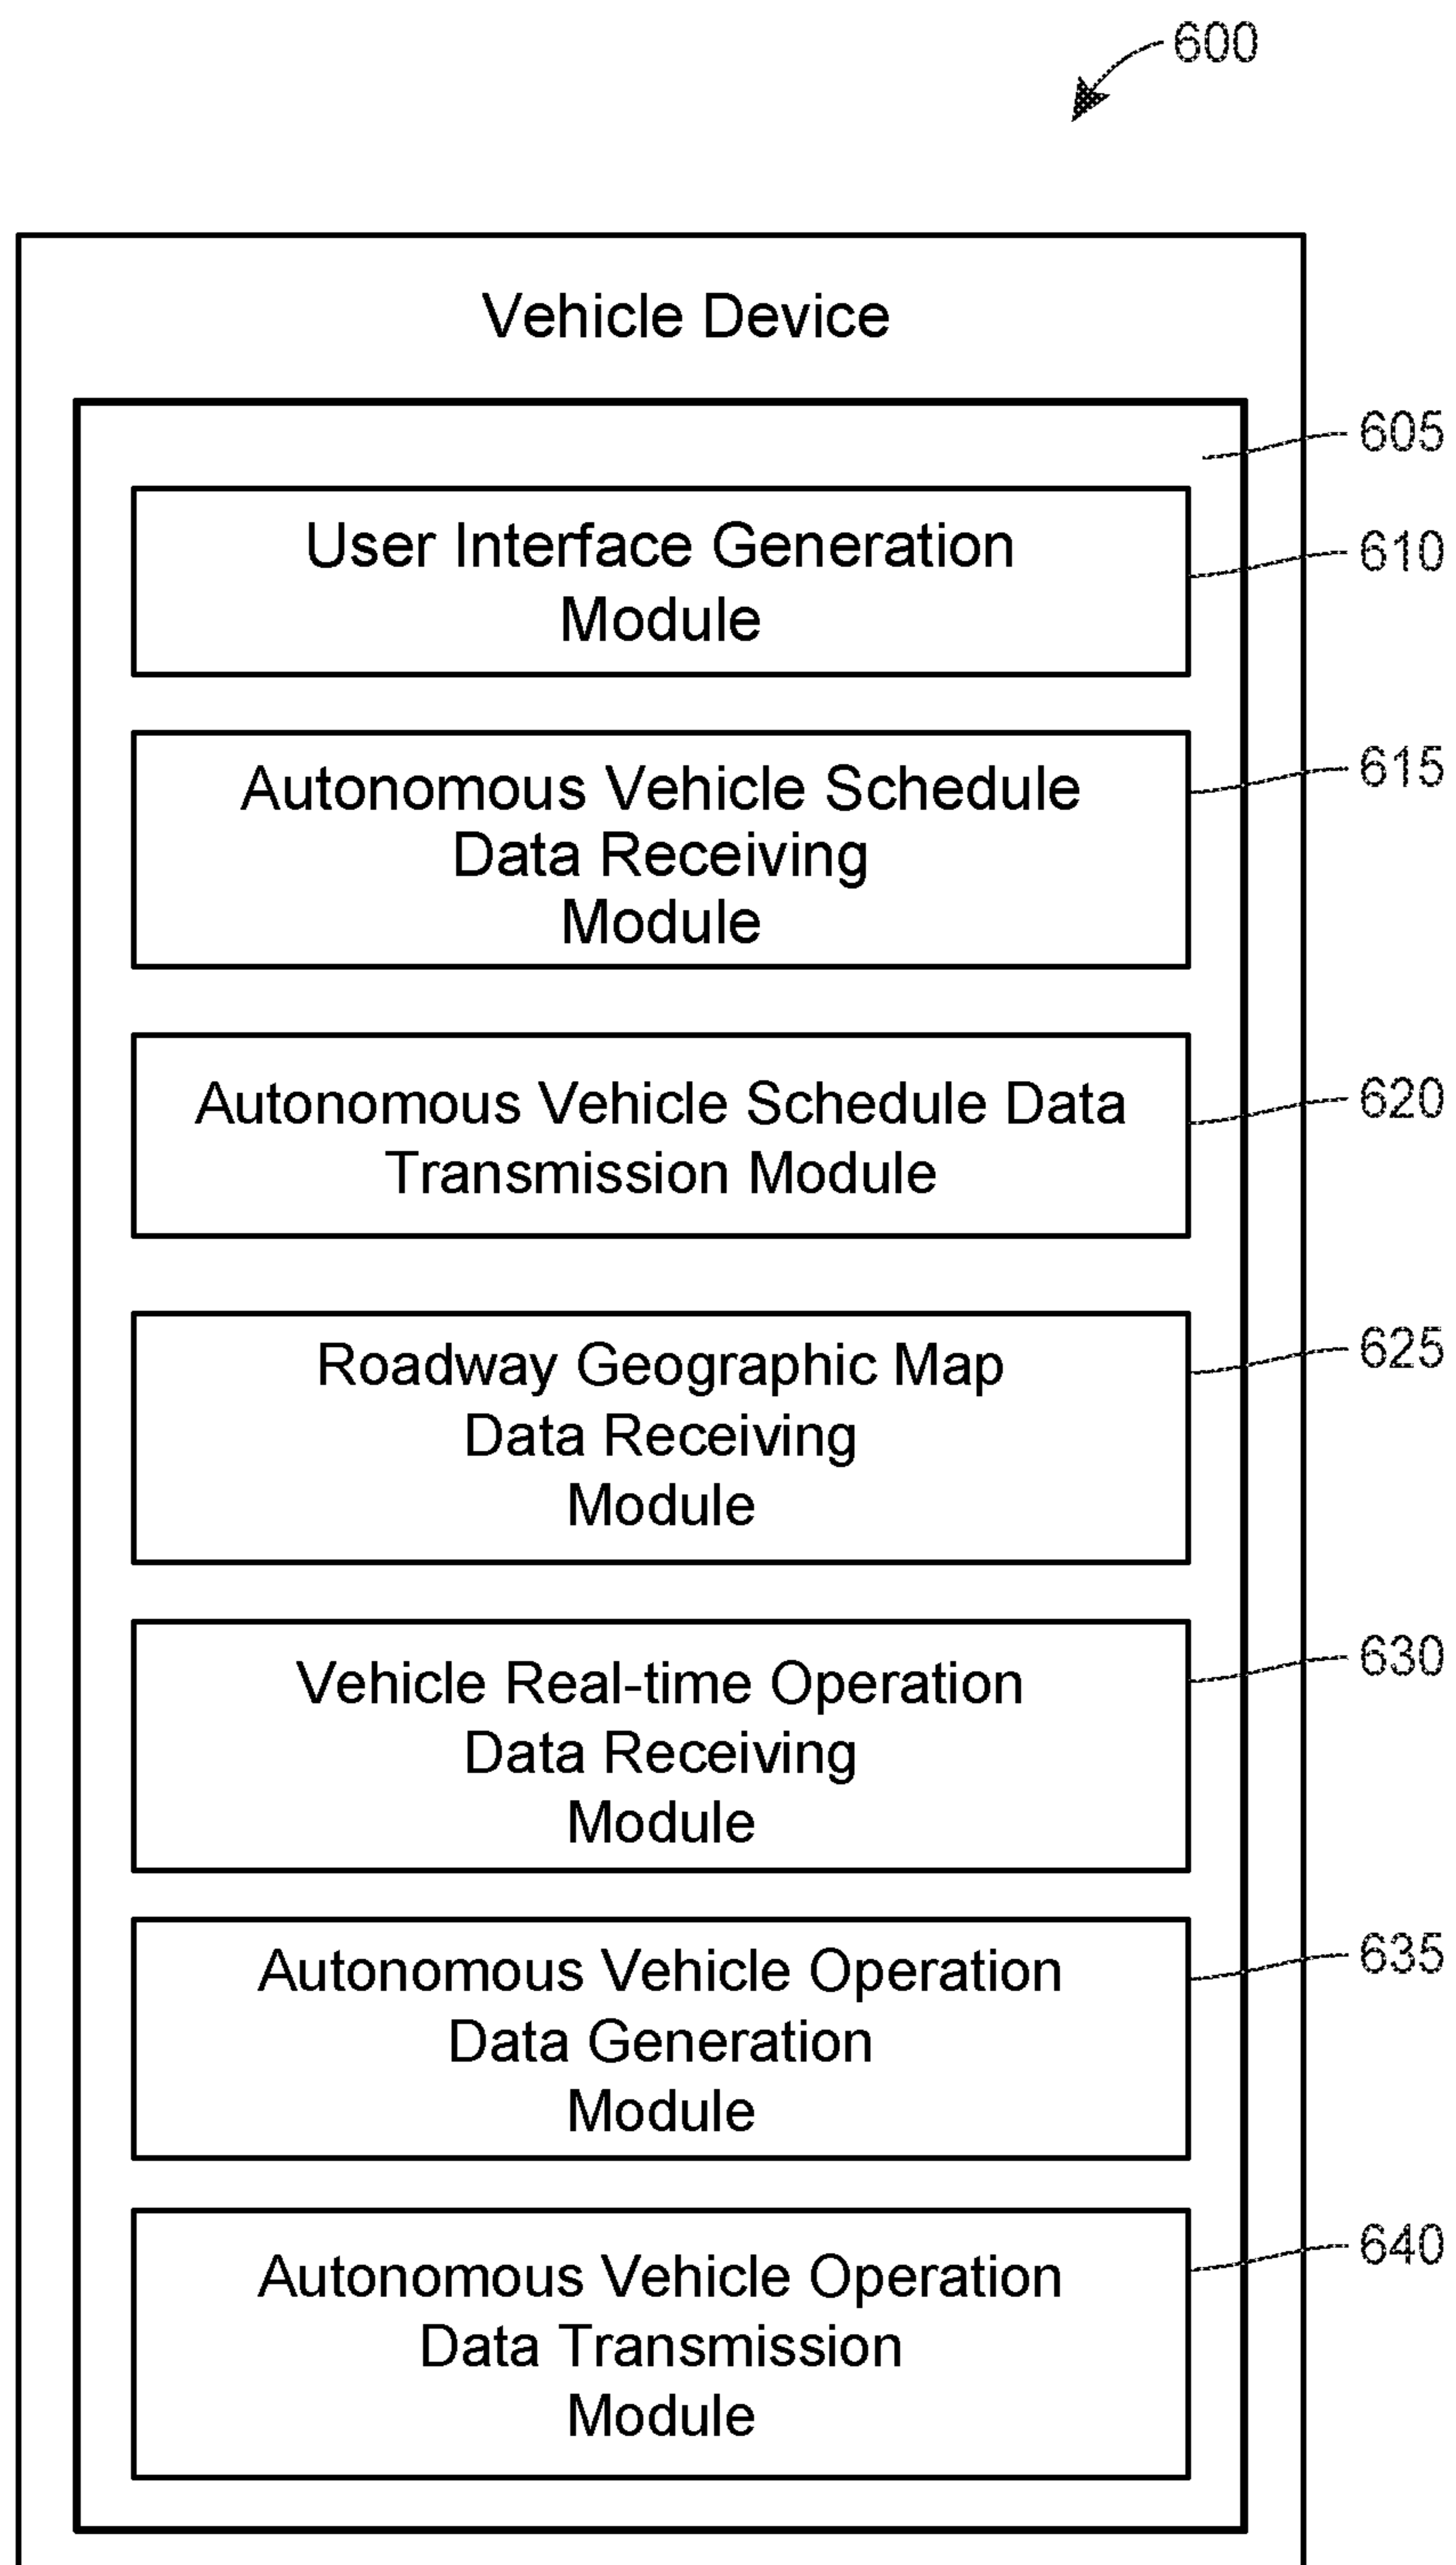 600
Vehicle Device
605
User Interface Generation
Module
610
Autonomous Vehicle Schedule
Data Receiving
Module
615
Autonomous Vehicle Schedule Data
Transmission Module
620
Roadway Geographic Map
Data Receiving
Module
625
Vehicle Real-time Operation
Data Receiving
Module
630
Autonomous Vehicle Operation
Data Generation
Module
635
Autonomous Vehicle Operation
Data Transmission
Module
640